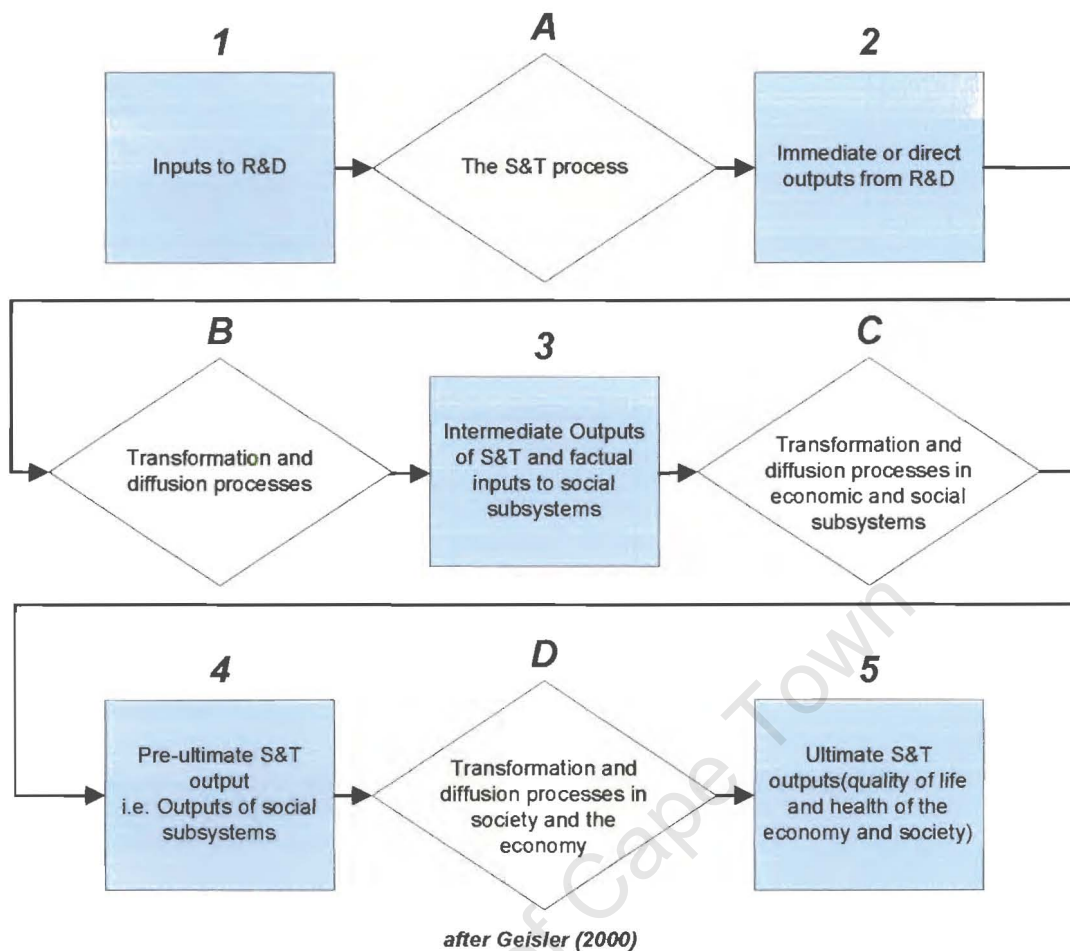 1
A
2
Inputs to R&D
The S&T process
Immediate or direct
outputs from R&D
B
3
C
Transformation and
diffusion processes
Intermediate Outputs
of S&T and factual
inputs to social
subsystems
Transformation and
diffusion processes in
economic and social
subsystems
4
D
5
Pre-ultimate S&T
output
i.e. Outputs of social
subsystems
Transformation and
diffusion processes in
society and the
economy
Ultimate S&T
outputs(quality of life
and health of the
economy and society)
of Cape Town
after Geisler (2000)